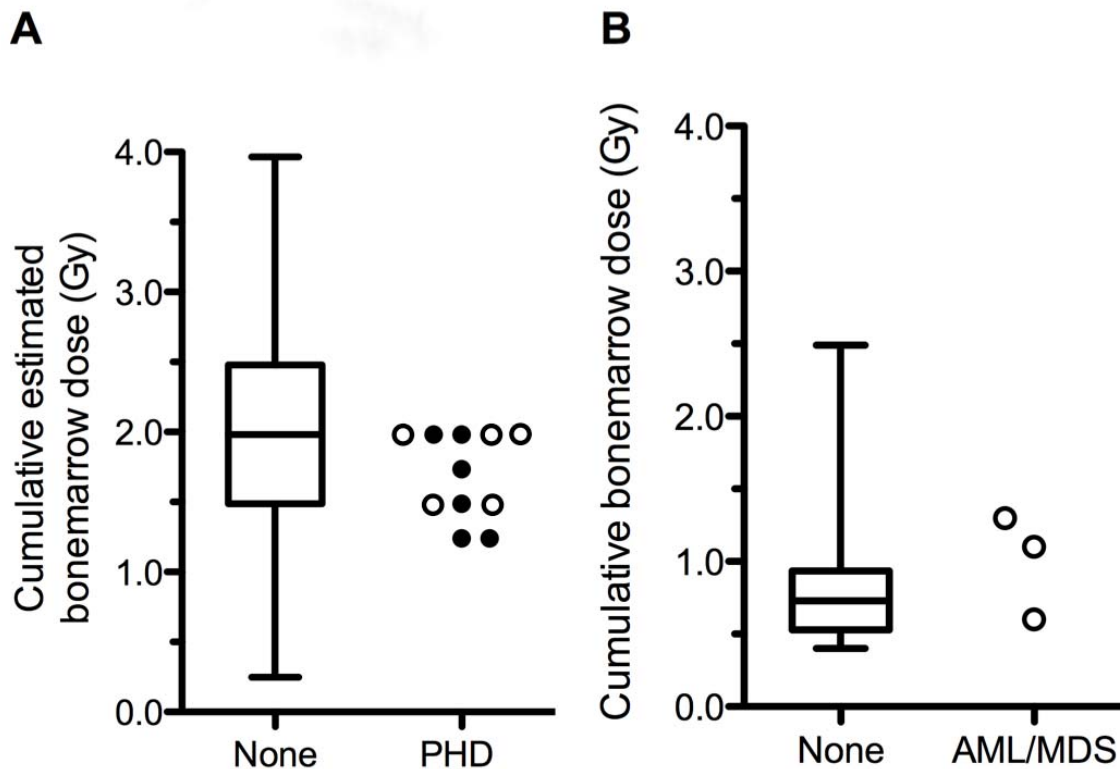 A
Cumulative estimated
bonemarrow dose (Gy)
4.0
3.0
2.0
1.0
0.0
None
PHD
B
Cumulative bonemarrow dose (Gy)
4.0
3.0
2.0
1.0
0.0
None
AML/MDS